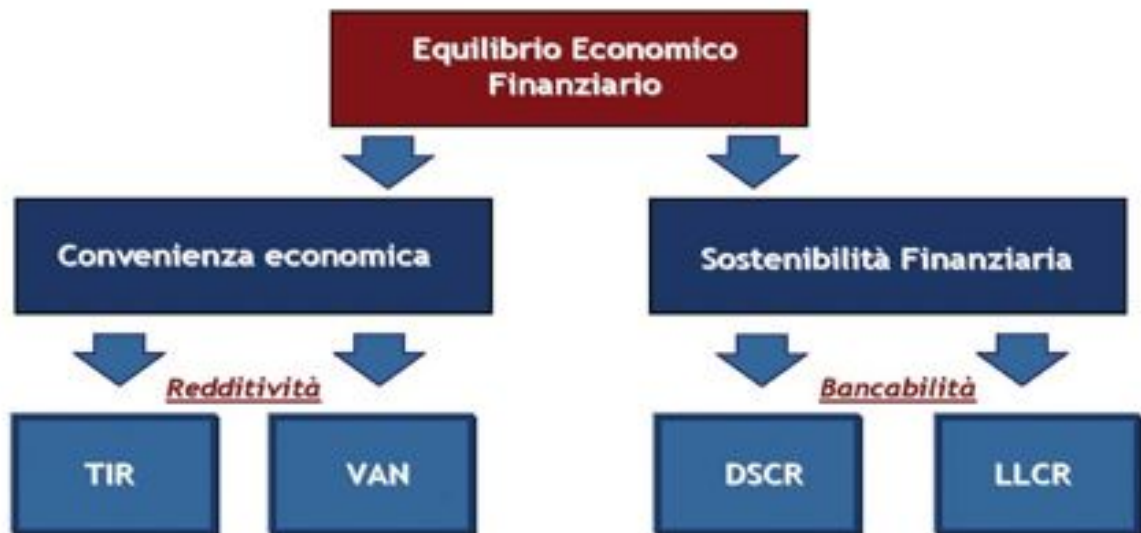 Equilibrio Economico
Finanziario
Convenienza economica
Sostenibilità Finanziaria
Redditività
Bancabilità
TIR
VAN
DSCR
LLCR